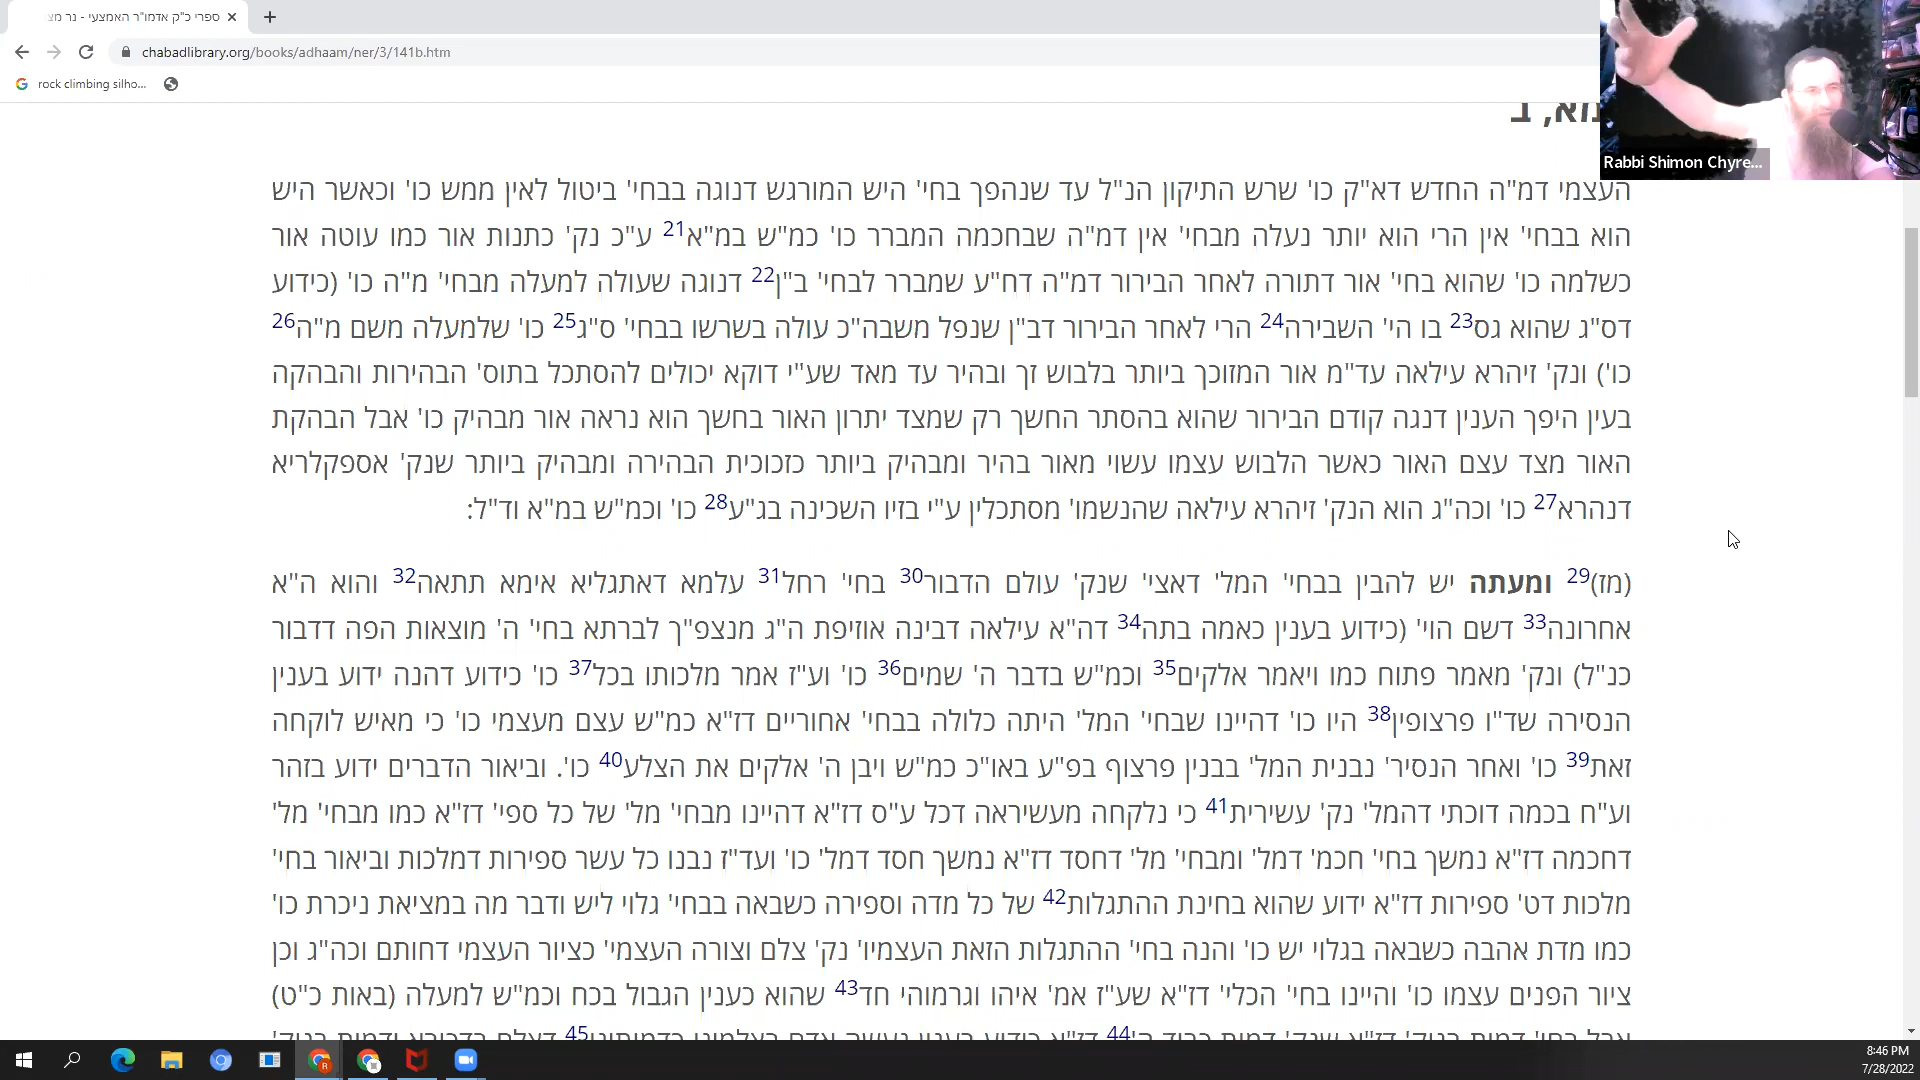 ספרי כ"ק אדמו"ר האמצעי - נר מצ
chabadlibrary.org/books/adhaam/ner/3/141b.htm
rock climbing silho...
Rabbi Shimon Chyre...
העצמי דמ"ה החדש דא"ק כו' שרש התיקון הנ"ל עד שנהפך בחי' היש המורגש דנוגה בבחי' ביטול לאין ממש כו' וכאשר היש
הוא בבחי' אין הרי הוא יותר נעלה מבחי' אין דמ"ה שבחכמה המברר כו' כמ"ש במ"א21 ע"כ נק' כתנות אור כמו עוטה אור
כשלמה כו' שהוא בחי' אור דתורה לאחר הבירור דמ"ה דח"ע שמברר לבחי' ב"ן22 דנוגה שעולה למעלה מבחי' מ"ה כו' (כידוע
דס"ג שהוא גס23 בו הי' השבירה24 הרי לאחר הבירור דב"ן שנפל משבה"כ עולה בשרשו בבחי' ס"ג25 כו' שלמעלה משם מ"ה26
כו') ונק' זיהרא עילאה עד"מ אור המזוכך ביותר בלבוש זך ובהיר עד מאד שע"י דוקא יכולים להסתכל בתוס' הבהירות והבהקה
בעין היפך הענין דנגה קודם הבירור שהוא בהסתר החשך רק שמצד יתרון האור בחשך הוא נראה אור מבהיק כו' אבל הבהקת
האור מצד עצם האור כאשר הלבוש עצמו עשוי מאור בהיר ומבהיק ביותר כזכוכית הבהירה ומבהיק ביותר שנק' אספקלריא
דנהרא27 כו' וכה"ג הוא הנק' זיהרא עילאה שהנשמו' מסתכלין ע"י בזיו השכינה בג"ע28 כו' וכמ"ש במ"א וד"ל:
(מז)29 ומעתה יש להבין בבחי' המל' דאצי' שנק' עולם הדבור30 בחי' רחל31 עלמא דאתגליא אימא תתאה32 והוא ה"א
אחרונה33 דשם הוי' (כידוע בענין כאמה בתה34 דה"א עילאה דבינה אוזיפת ה"ג מנצפ"ך לברתא בחי' ה' מוצאות הפה דדבור
כנ"ל) ונק' מאמר פתוח כמו ויאמר אלקים35 וכמ"ש בדבר ה' שמים36 כו' וע"ז אמר מלכותו בכל37 כו' כידוע דהנה ידוע בענין
הנסירה שד"ו פרצופין38 היו כו' דהיינו שבחי' המל' היתה כלולה בבחי' אחוריים דז"א כמ"ש עצם מעצמי כו' כי מאיש לוקחה
זאת39 כו' ואחר הנסיר' נבנית המל' בבנין פרצוף בפ"ע באו"כ כמ"ש ויבן ה' אלקים את הצלע40 כו'. וביאור הדברים ידוע בזהר
וע"ח בכמה דוכתי דהמל' נק' עשירית41 כי נלקחה מעשיראה דכל ע"ס דז"א דהיינו מבחי' מל' של כל ספי' דז"א כמו מבחי' מל'
דחכמה דז"א נמשך בחי' חכמ' דמל' ומבחי' מל' דחסד דז"א נמשך חסד דמל' כו' ועד"ז נבנו כל עשר ספירות דמלכות וביאור בחי'
מלכות דט' ספירות דז"א ידוע שהוא בחינת ההתגלות42 של כל מדה וספירה כשבאה בבחי' גלוי ליש ודבר מה במציאת ניכרת כו'
כמו מדת אהבה כשבאה בגלוי יש כו' והנה בחי' ההתגלות הזאת העצמיו' נק' צלם וצורה העצמי' כציור העצמי דחותם וכה"ג וכן
ציור הפנים עצמו כו' והיינו בחי' הכלי' דז"א שע"ז אמ' איהו וגרמוהי חד43 שהוא כענין הגבול בכח וכמ"ש למעלה (באות כ"ט)
8:46 PM
7/28/2022